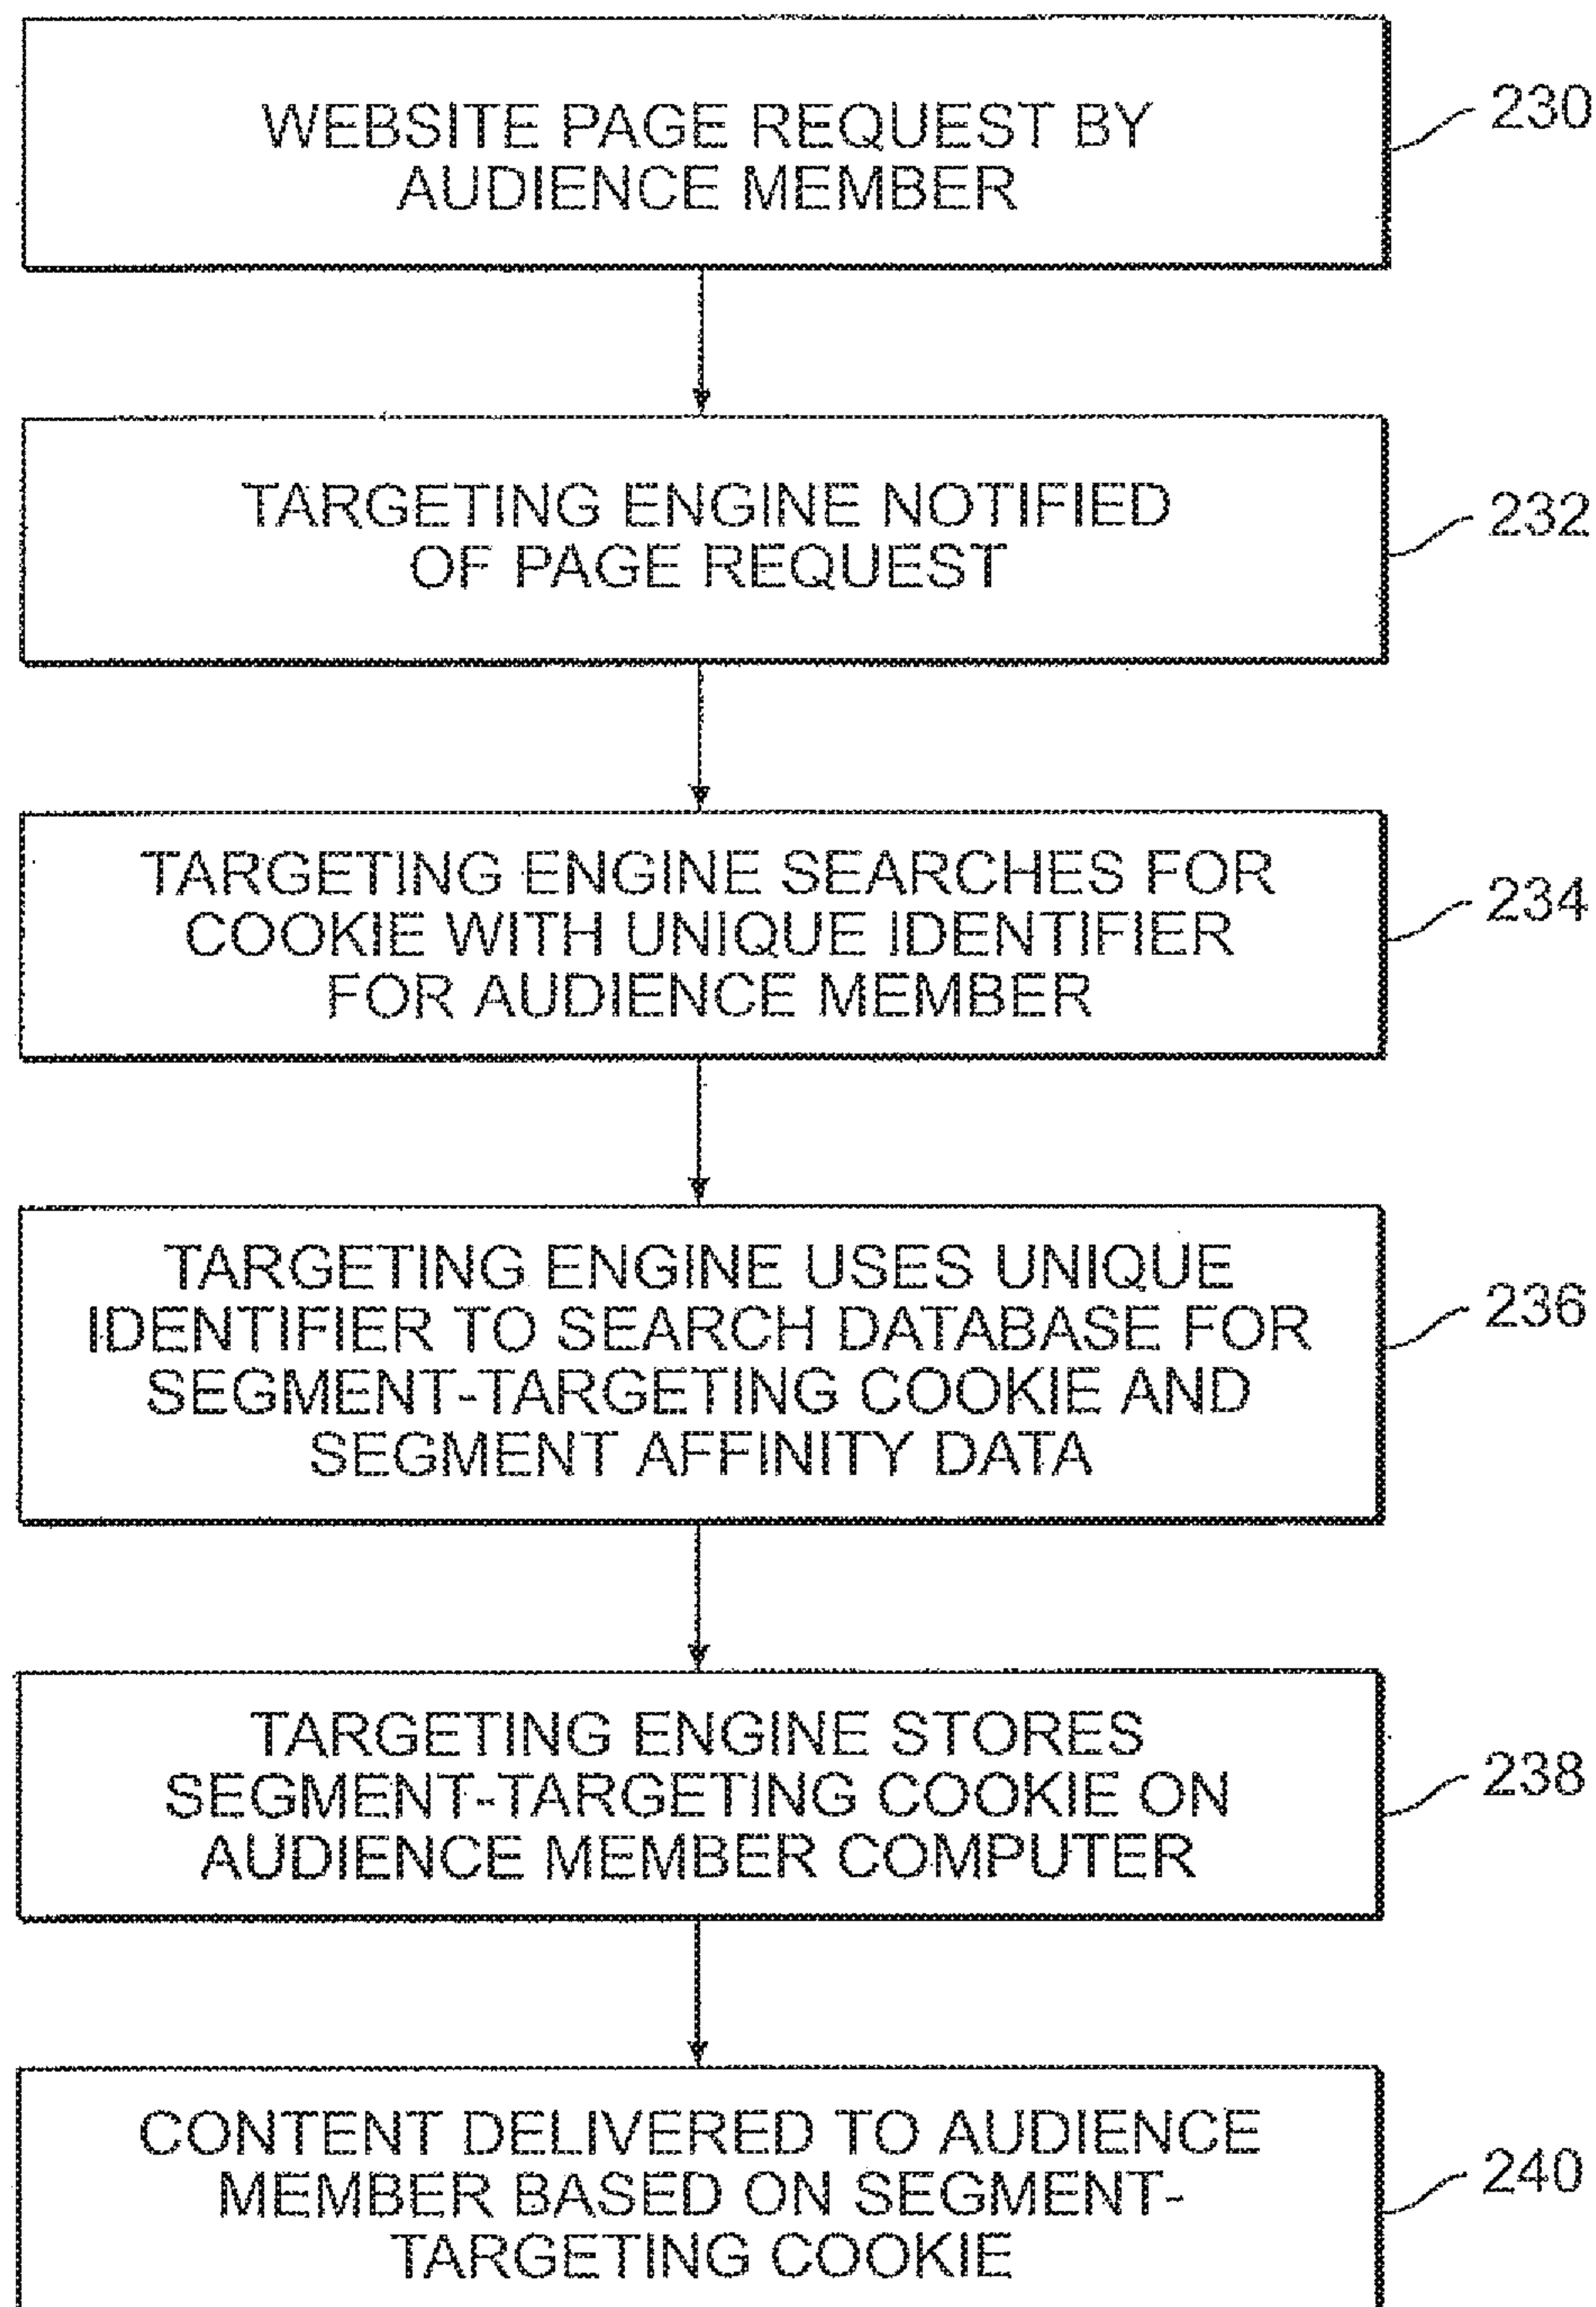 WEBSITE PAGE REQUEST BY
AUDIENCE MEMBER
230
TARGETING ENGINE NOTIFIED
OF PAGE REQUEST
232
TARGETING ENGINE SEARCHES FOR
COOKIE WITH UNIQUE IDENTIFIER
FOR AUDIENCE MEMBER
234
TARGETING ENGINE USES UNIQUE
IDENTIFIER TO SEARCH DATABASE FOR
SEGMENT-TARGETING COOKIE AND
SEGMENT AFFINITY DATA
236
TARGETING ENGINE STORES
SEGMENT-TARGETING COOKIE ON
AUDIENCE MEMBER COMPUTER
238
CONTENT DELIVERED TO AUDIENCE
MEMBER BASED ON SEGMENT-
TARGETING COOKIE
240